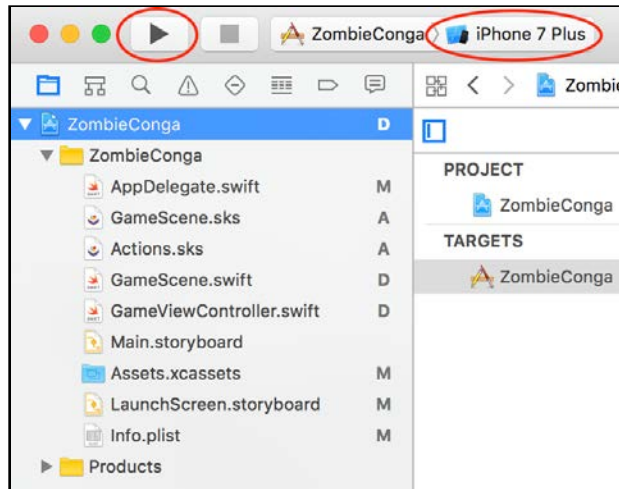 ZombieConga iPhone 7 Plus
ZombieConga D
ZombieConga
AppDelegate.swift M
GameScene.sks A
Actions.sks A
GameScene.swift D
GameViewController.swift D
Main.storyboard
Assets.xcassets M
LaunchScreen.storyboard M
Info.plist M
Products
Zombie
PROJECT
ZombieConga
TARGETS
ZombieConga